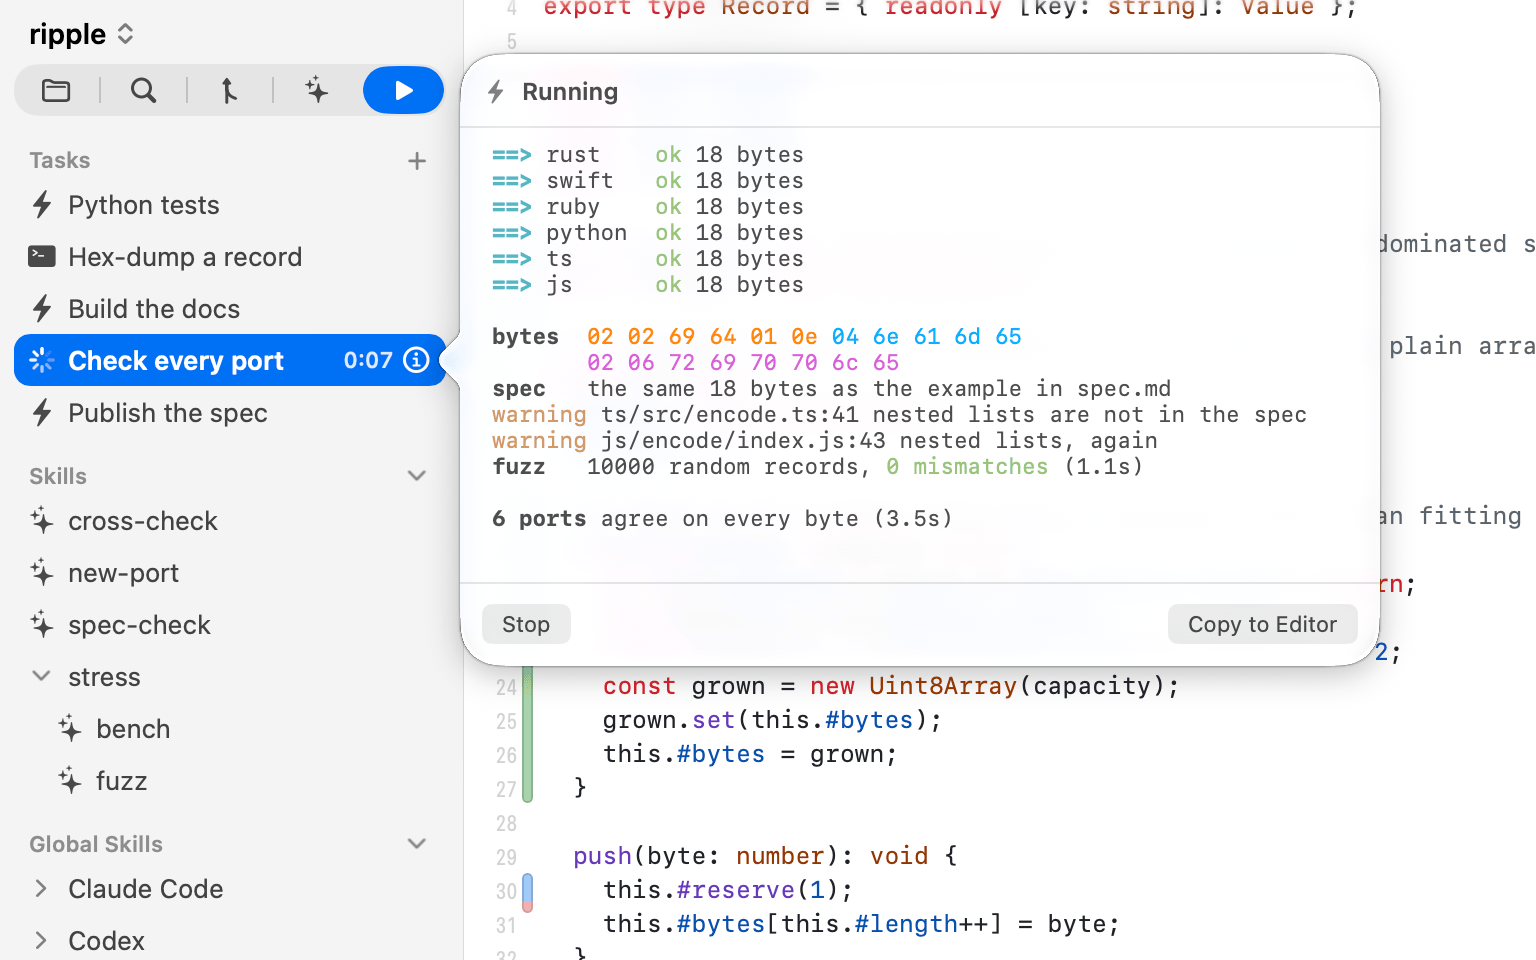 ripple
Tasks
Python tests
Hex-dump a record
Build the docs
Check every port 0:07
Publish the spec
Skills
cross-check
new-port
spec-check
stress
bench
fuzz
Global Skills
Claude Code
Codex
4 export type Record = { readonly [key: string]: Value };
5
Running
==> rust ok 18 bytes
==> swift ok 18 bytes
==> ruby ok 18 bytes
==> python ok 18 bytes
==> ts ok 18 bytes
==> js ok 18 bytes
bytes 02 02 69 64 01 0e 04 6e 61 6d 65
02 06 72 69 70 70 6c 65
spec the same 18 bytes as the example in spec.md
warning ts/src/encode.ts:41 nested lists are not in the spec
warning js/encode/index.js:43 nested lists, again
fuzz 10000 random records, 0 mismatches (1.1s)
6 ports agree on every byte (3.5s)
Stop
Copy to Editor
dominated s
plain arra
an fitting
rn;
2;
24 const grown = new Uint8Array(capacity);
25 grown.set(this.#bytes);
26 this.#bytes = grown;
27 }
28
29 push(byte: number): void {
30 this.#reserve(1);
31 this.#bytes[this.#length++] = byte;
32 }